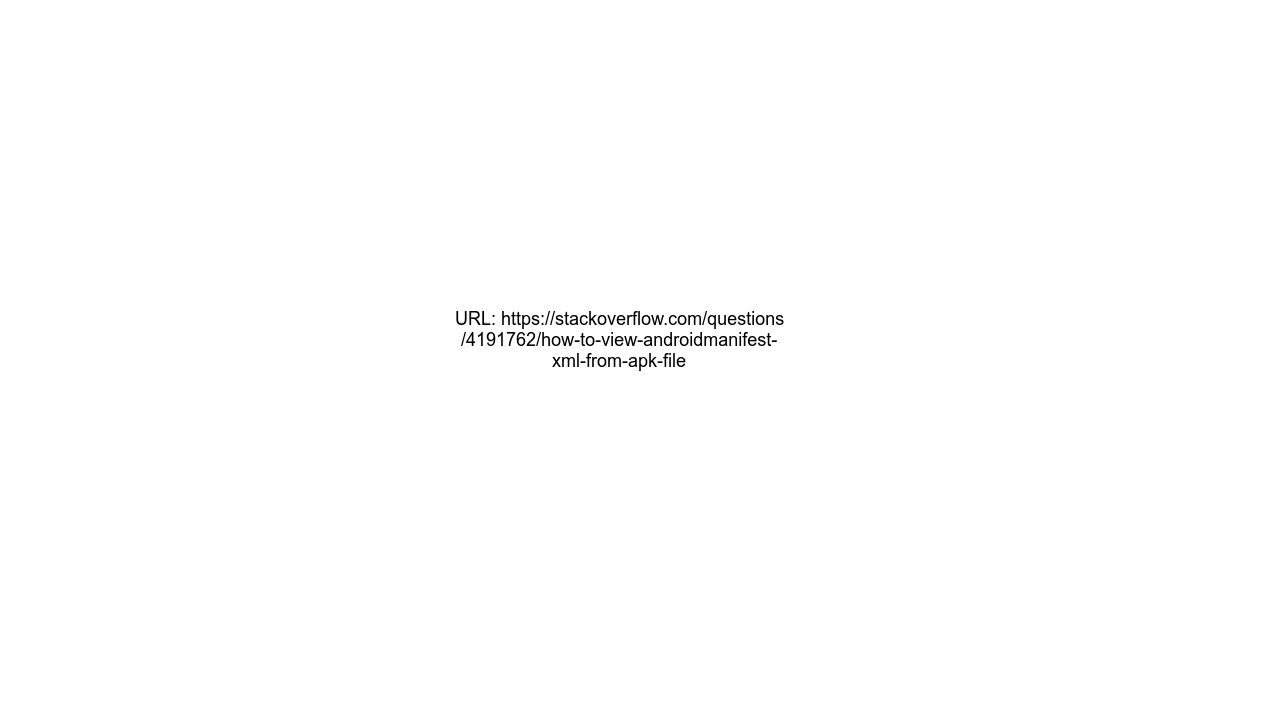 URL: https://stackoverflow.com/questions
/4191762/how-to-view-androidmanifest-
xml-from-apk-file